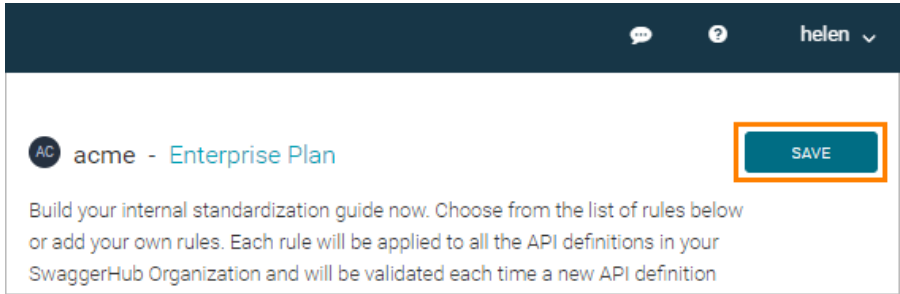 helen
AC acme - Enterprise Plan
SAVE
Build your internal standardization guide now. Choose from the list of rules below
or add your own rules. Each rule will be applied to all the API definitions in your
SwaggerHub Organization and will be validated each time a new API definition